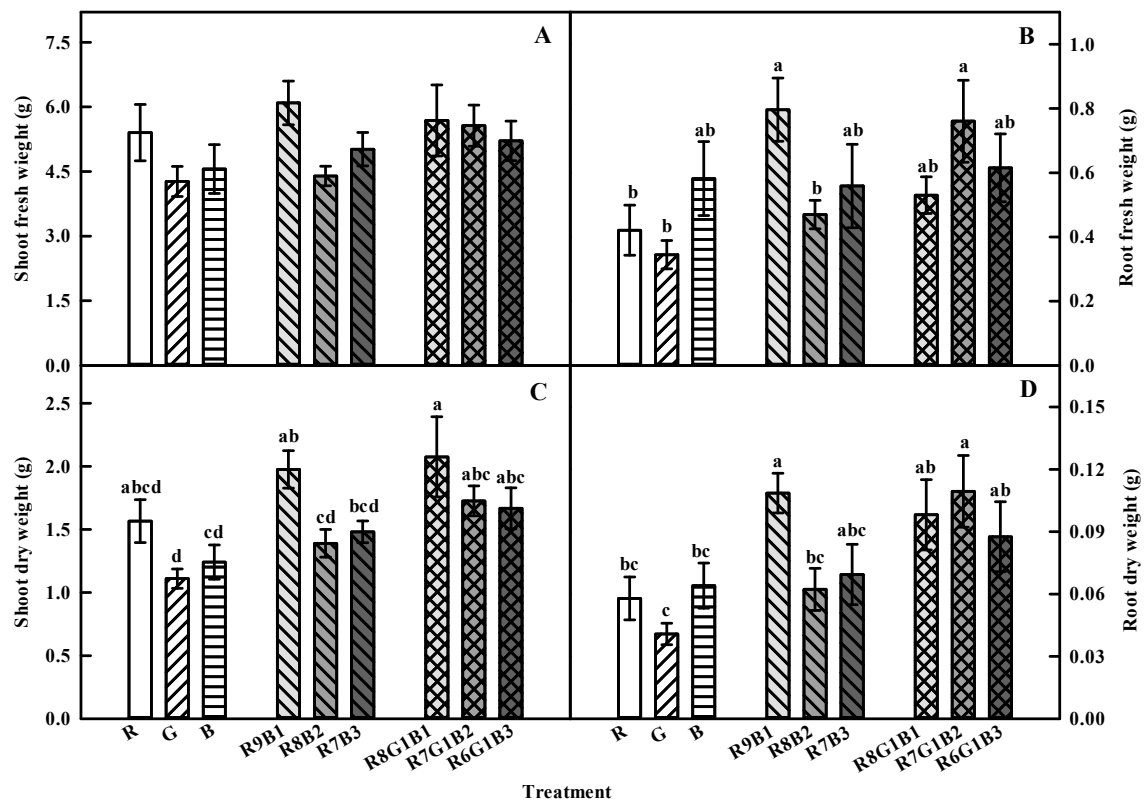 A
B
7.5
6.0
4.5
3.0
1.5
0.0
Shoot fresh wieght (g)
b
b
ab
a
b
ab
ab
a
ab
1.0
0.8
0.6
0.4
0.2
0.0
Root fresh weight (g)
C
D
2.5
2.0
1.5
1.0
0.5
0.0
Shoot dry weight (g)
abcd
d
cd
ab
cd
bcd
a
abc
abc
bc
c
bc
a
bc
abc
ab
a
ab
0.15
0.12
0.09
0.06
0.03
0.00
Root dry weight (g)
R
G
B
R9B1
R8B2
R7B3
R8G1B1
R7G1B2
R6G1B3
R
G
B
R9B1
R8B2
R7B3
R8G1B1
R7G1B2
R6G1B3
Treatment